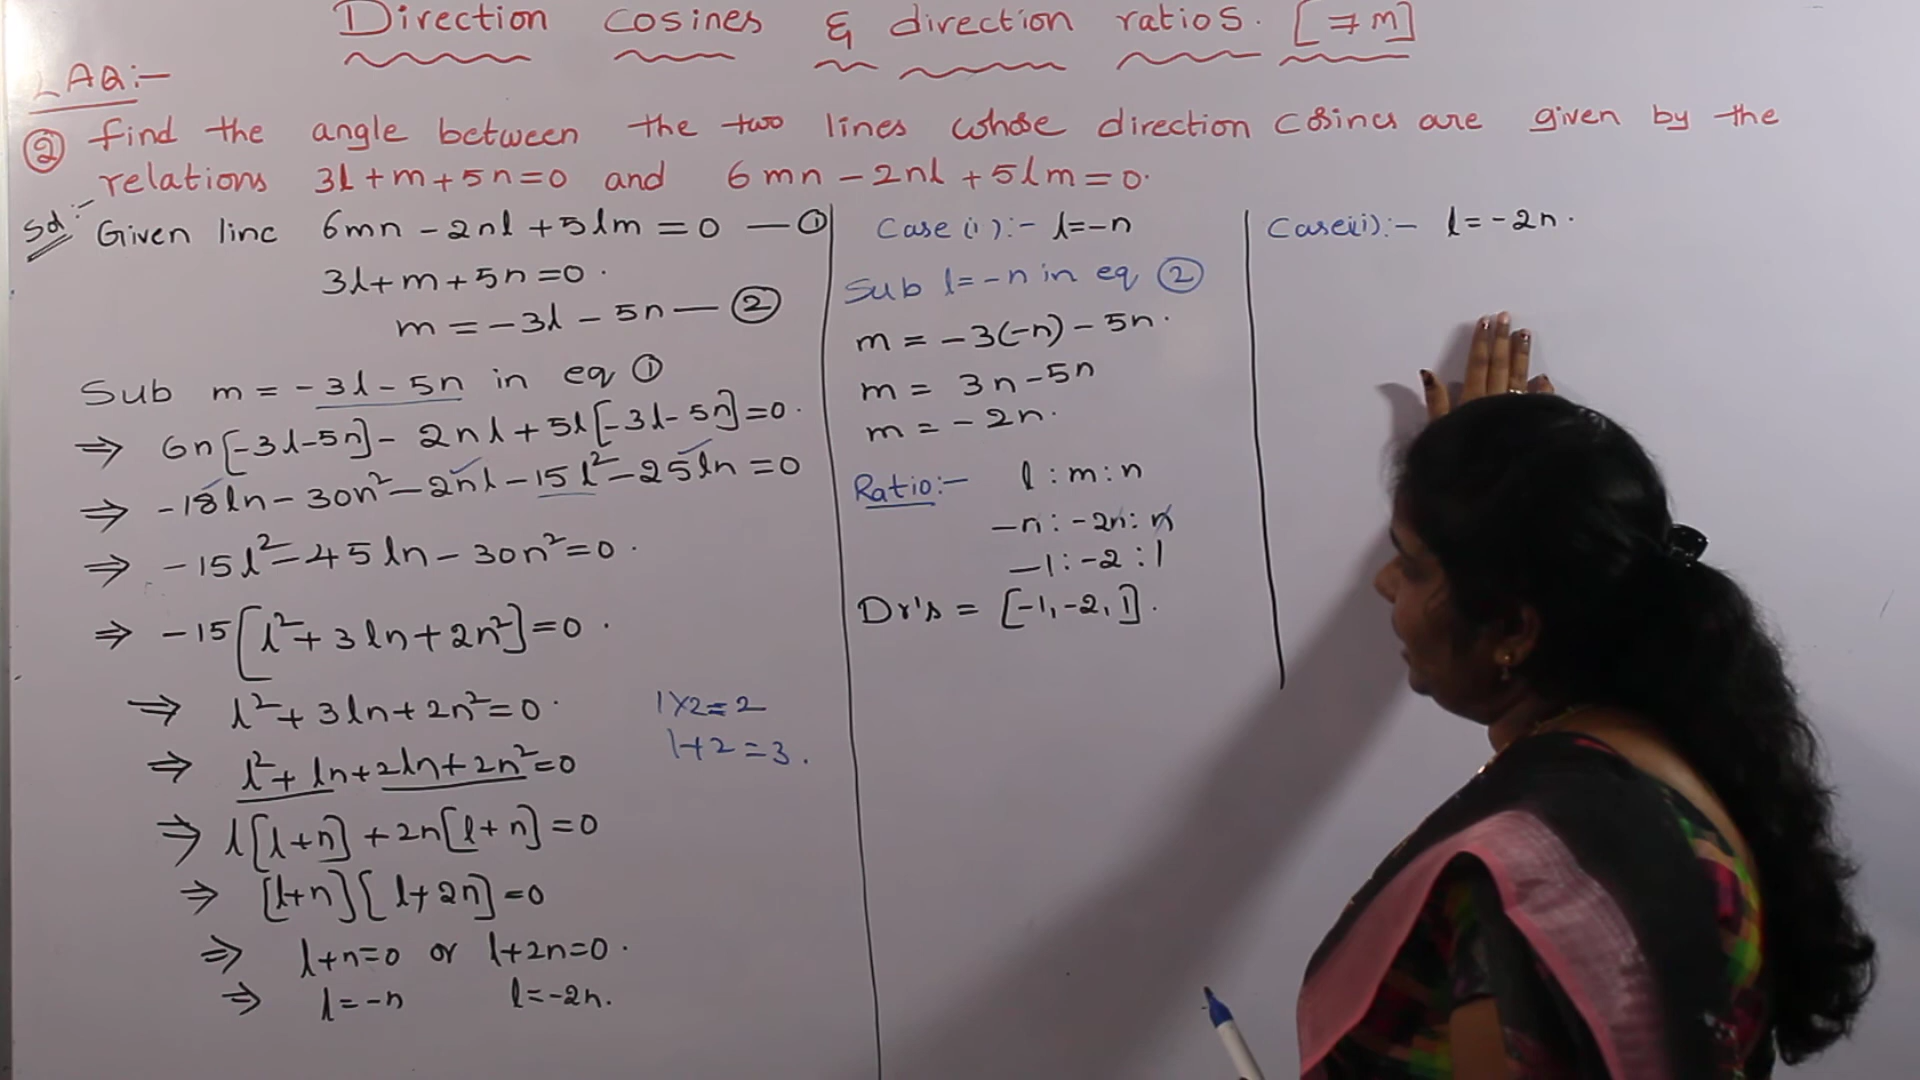 Direction cosines & direction ratios. [7m]
LAQ:-
② Find the angle between the two lines whose direction cosines are given by the
relations 3l+m+5n=0 and 6mn-2nl+5lm=0.
Sol:- Given line 6mn-2nl+5lm=0 —①
3l+m+5n=0.
m=-3l-5n—②
Sub m=-3l-5n in eq ①
⇒ 6n[-3l-5n]-2nl+5l[-3l-5n]=0.
⇒ -18ln-30n²-2nl-15l²-25ln=0
⇒ -15l²-45ln-30n²=0.
⇒ -15[l²+3ln+2n²]=0.
⇒ l²+3ln+2n²=0.
1×2=2
⇒ l²+ln+2ln+2n²=0
1+2=3.
⇒ l[l+n]+2n[l+n]=0
⇒ [l+n][l+2n]=0
⇒ l+n=0 or l+2n=0.
⇒ l=-n l=-2n.
Case (i):- l=-n
Sub l=-n in eq ②
m=-3(-n)-5n.
m=3n-5n
m=-2n.
Ratio:- l:m:n
-n:-2n:n
-1:-2:1
Dr's=[-1,-2,1].
Case(ii):- l=-2n.